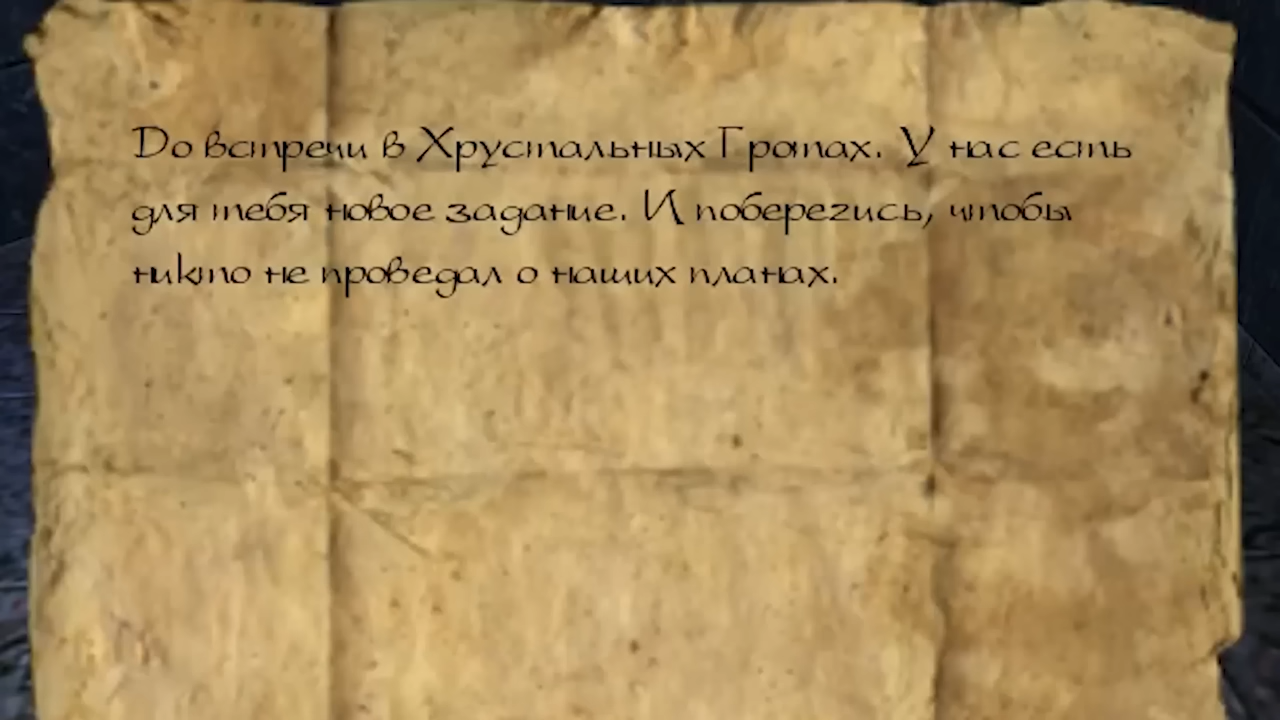 До встречи в Хрустальных Гротах. У нас есть
для тебя новое задание. И поберегись, чтобы
никто не проведал о наших планах.